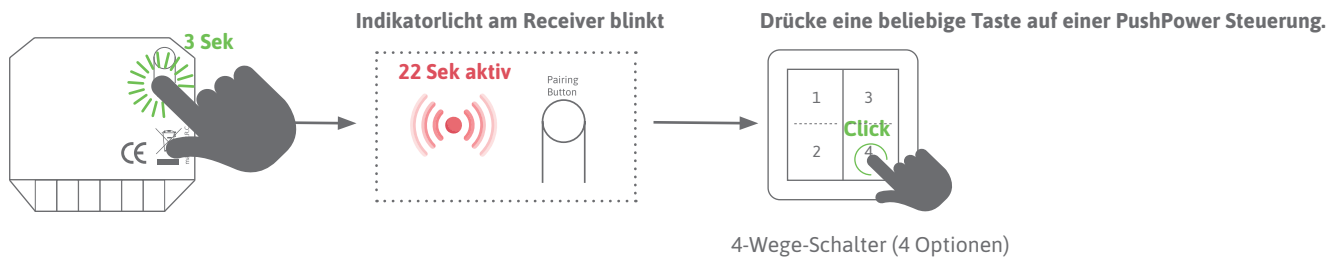 Indikatorlicht am Receiver blinkt
Drücke eine beliebige Taste auf einer PushPower Steuerung.
3 Sek
CE
22 Sek aktiv
Pairing
Button
1
3
Click
2
4
4-Wege-Schalter (4 Optionen)